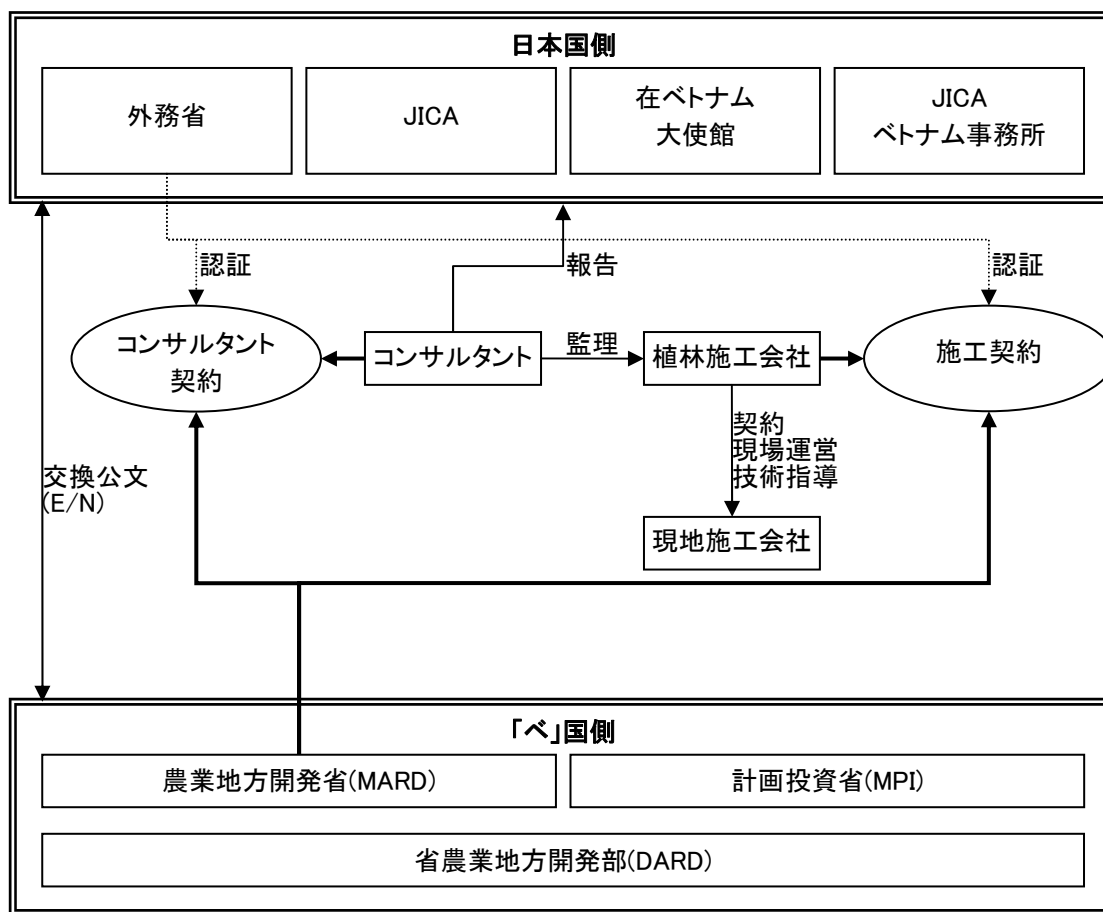 日本国側
外務省
JICA
在ベトナム
大使館
JICA
ベトナム事務所
認証
報告
認証
コンサルタント
契約
コンサルタント
監理
植林施工会社
施工契約
契約
現場運営
技術指導
交換公文
(E/N)
現地施工会社
「ベ」国側
農業地方開発省(MARD)
計画投資省(MPI)
省農業地方開発部(DARD)